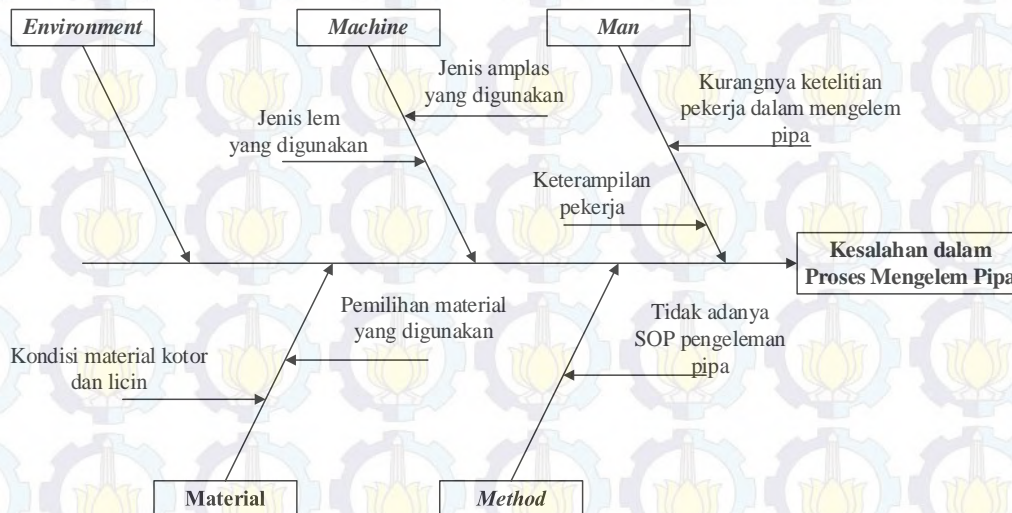 Environment
Machine
Man
Jenis amplas
yang digunakan
Jenis lem
yang digunakan
Kurangnya ketelitian
pekerja dalam mengelem
pipa
Keterampilan
pekerja
Kesalahan dalam
Proses Mengelem Pipa
Pemilihan material
yang digunakan
Kondisi material kotor
dan licin
Tidak adanya
SOP pengeleman
pipa
Material
Method